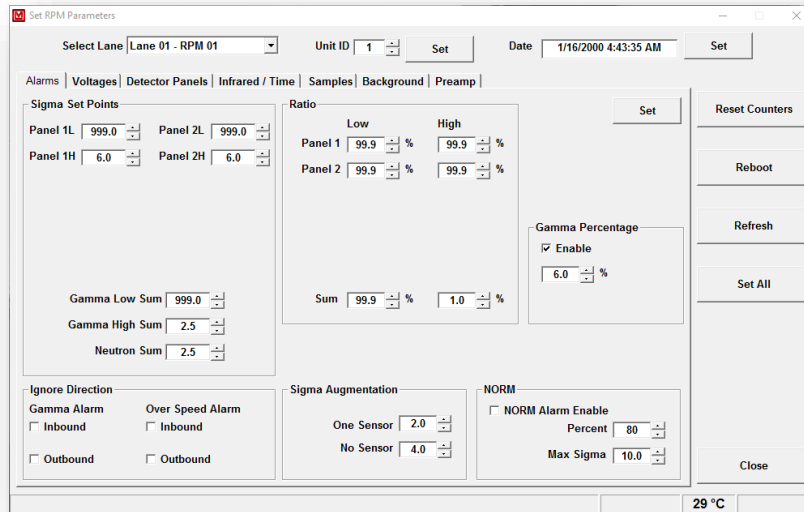 Set RPM Parameters
Select Lane Lane 01 - RPM 01 Unit ID 1 Set Date 1/16/2000 4:43:35 AM Set
Alarms Voltages Detector Panels Infrared / Time Samples Background Preamp
Sigma Set Points
Panel 1L 999.0 Panel 2L 999.0
Panel 1H 6.0 Panel 2H 6.0
Gamma Low Sum 999.0
Gamma High Sum 2.5
Neutron Sum 2.5
Ratio
Low High
Panel 1 99.9 % 99.9 %
Panel 2 99.9 % 99.9 %
Sum 99.9 % 1.0 %
Set
Gamma Percentage
Enable
6.0 %
Ignore Direction
Gamma Alarm Over Speed Alarm
Inbound Inbound
Outbound Outbound
Sigma Augmentation
One Sensor 2.0
No Sensor 4.0
NORM
NORM Alarm Enable
Percent 80
Max Sigma 10.0
Reset Counters
Reboot
Refresh
Set All
Close
29 °C